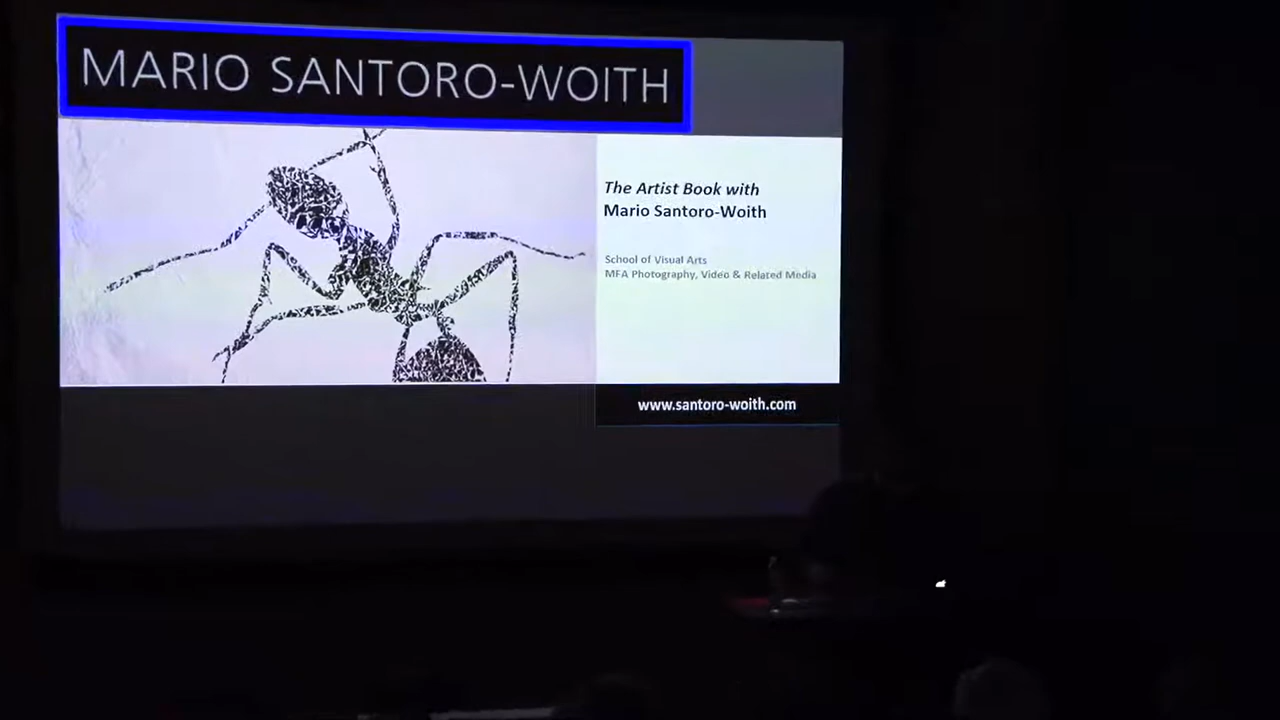 MARIO SANTORO-WOITH
The Artist Book with
Mario Santoro-Woith
School of Visual Arts
MFA Photography, Video & Related Media
www.santoro-woith.com